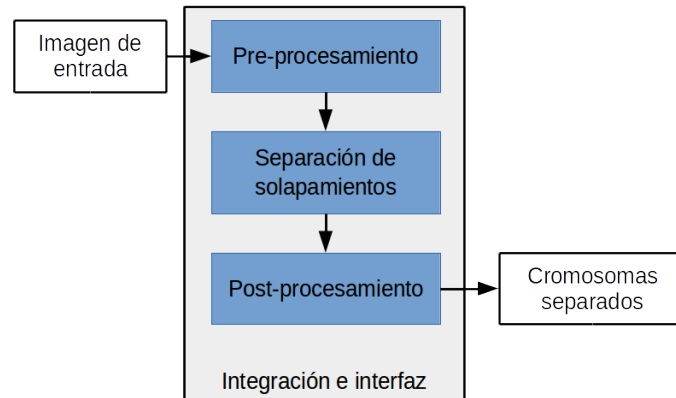 Imagen de
entrada
Pre-procesamiento
Separación de
solapamientos
Post-procesamiento
Cromosomas
separados
Integración e interfaz